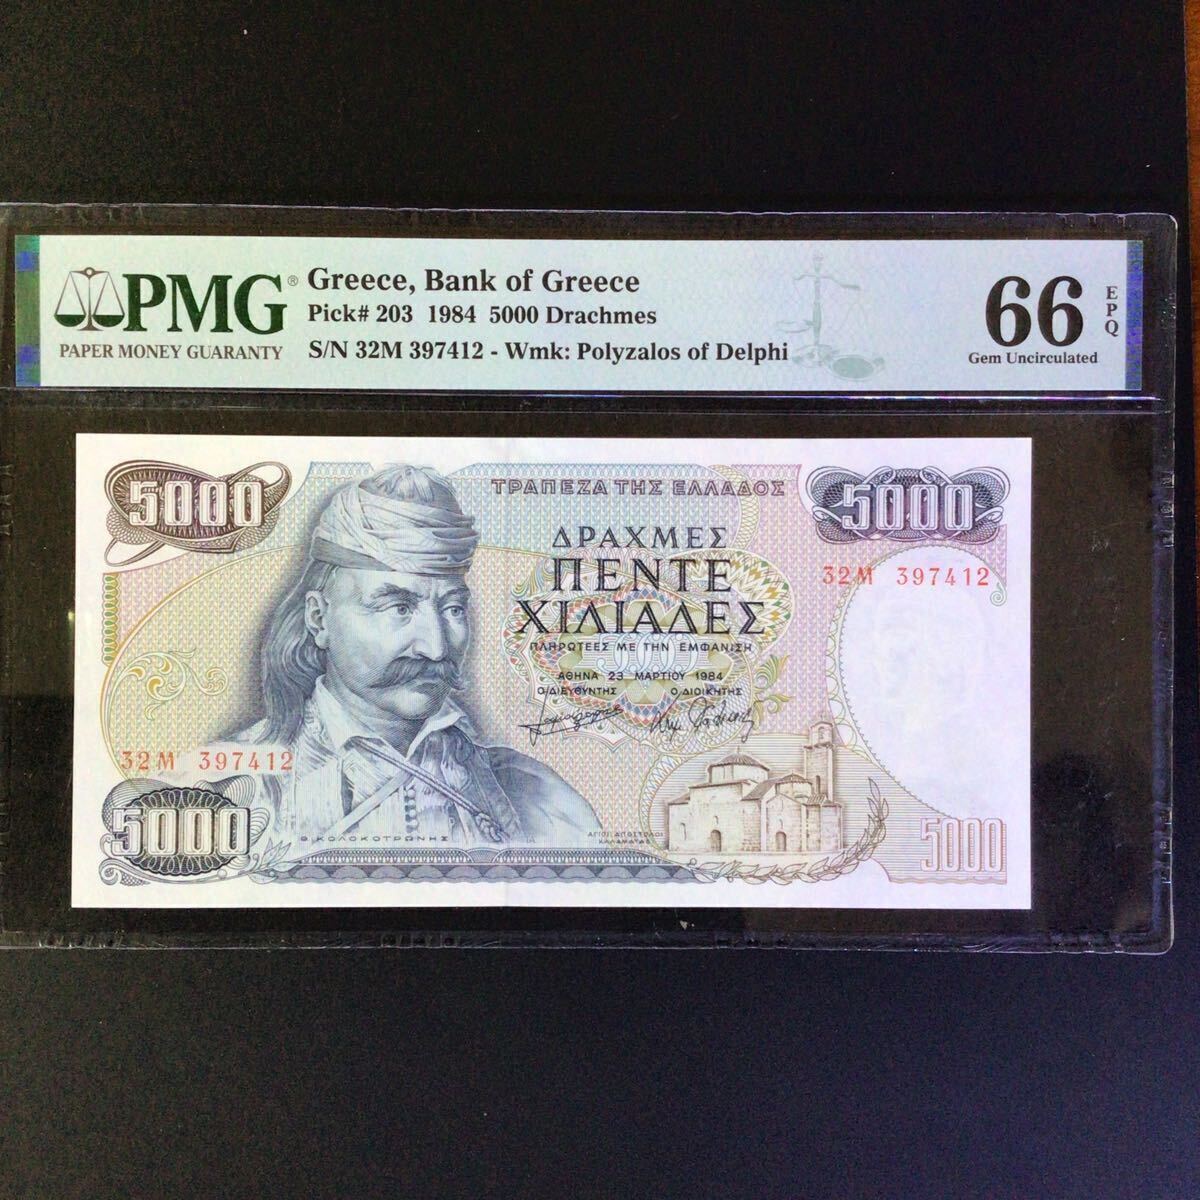 PMG®
PAPER MONEY GUARANTY
Greece, Bank of Greece
Pick# 203 1984 5000 Drachmes
S/N 32M 397412 - Wmk: Polyzalos of Delphi
66
EPQ
Gem Uncirculated
5000
ΤΡΑΠΕΖΑ ΤΗΣ ΕΛΛΑΔΟΣ
5000
ΔΡΑΧΜΕΣ
ΠΕΝΤΕ
ΧΙΛΙΑΔΕΣ
32M 397412
ΠΛΗΡΩΤΕΕΣ ΜΕ ΤΗΝ ΕΜΦΑΝΙΣΗ
ΑΘΗΝΑ 23 ΜΑΡΤΙΟΥ 1984
Ο ΔΙΕΥΘΥΝΤΗΣ Ο ΔΙΟΙΚΗΤΗΣ
32M 397412
5000
Θ. ΚΟΛΟΚΟΤΡΩΝΗΣ
ΑΓΙΟΙ ΑΠΟΣΤΟΛΟΙ
ΚΑΛΑΜΑΤΑΣ
5000